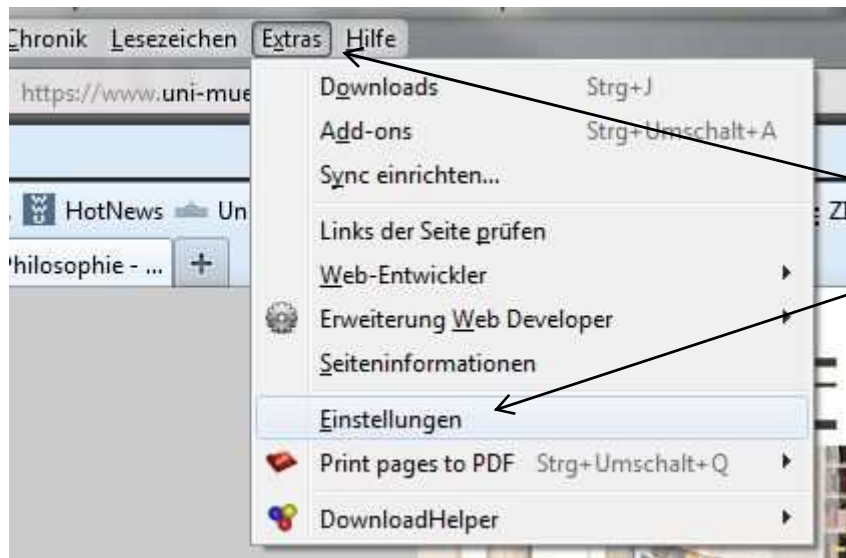 Chronik Lesezeichen Extras Hilfe
https://www.uni-mue
Downloads Strg+J
Add-ons Strg+Umschalt+A
Sync einrichten...
HotNews Un
Links der Seite prüfen
Philosophie - ... +
Web-Entwickler
Erweiterung Web Developer
Seiteninformationen
Einstellungen
Print pages to PDF Strg+Umschalt+Q
DownloadHelper